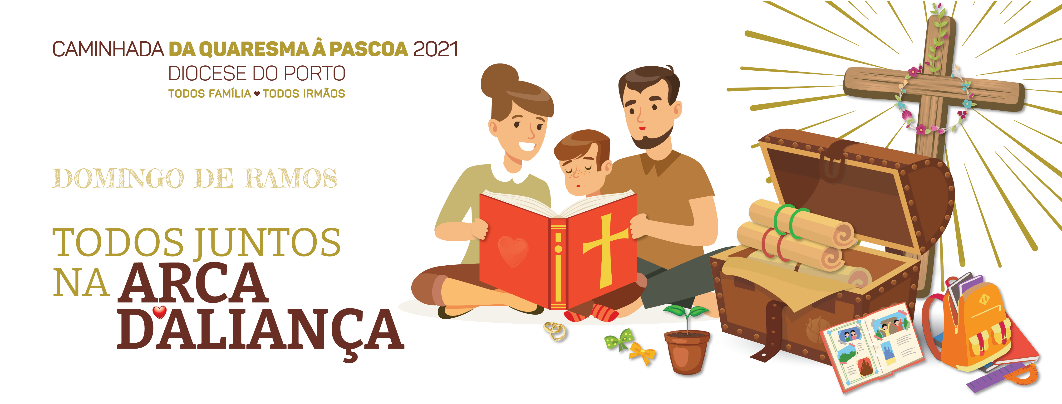 CAMINHADA DA QUARESMA À PASCOA 2021
DIOCESE DO PORTO
TODOS FAMÍLIA ♥ TODOS IRMÃOS
DOMINGO DE RAMOS
TODOS JUNTOS
NA ARCA
D'ALIANÇA